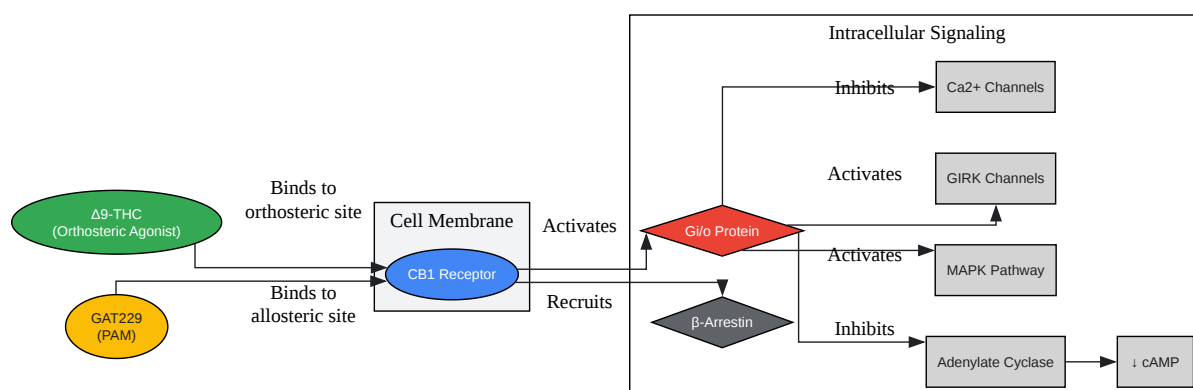 Intracellular Signaling
Inhibits
Ca2+ Channels
Activates
GIRK Channels
Binds to
orthosteric site
Δ9-THC
(Orthosteric Agonist)
Cell Membrane
Activates
Gi/o Protein
Activates
MAPK Pathway
CB1 Receptor
Binds to
allosteric site
Recruits
GAT229
(PAM)
β-Arrestin
Inhibits
Adenylate Cyclase
↓ cAMP